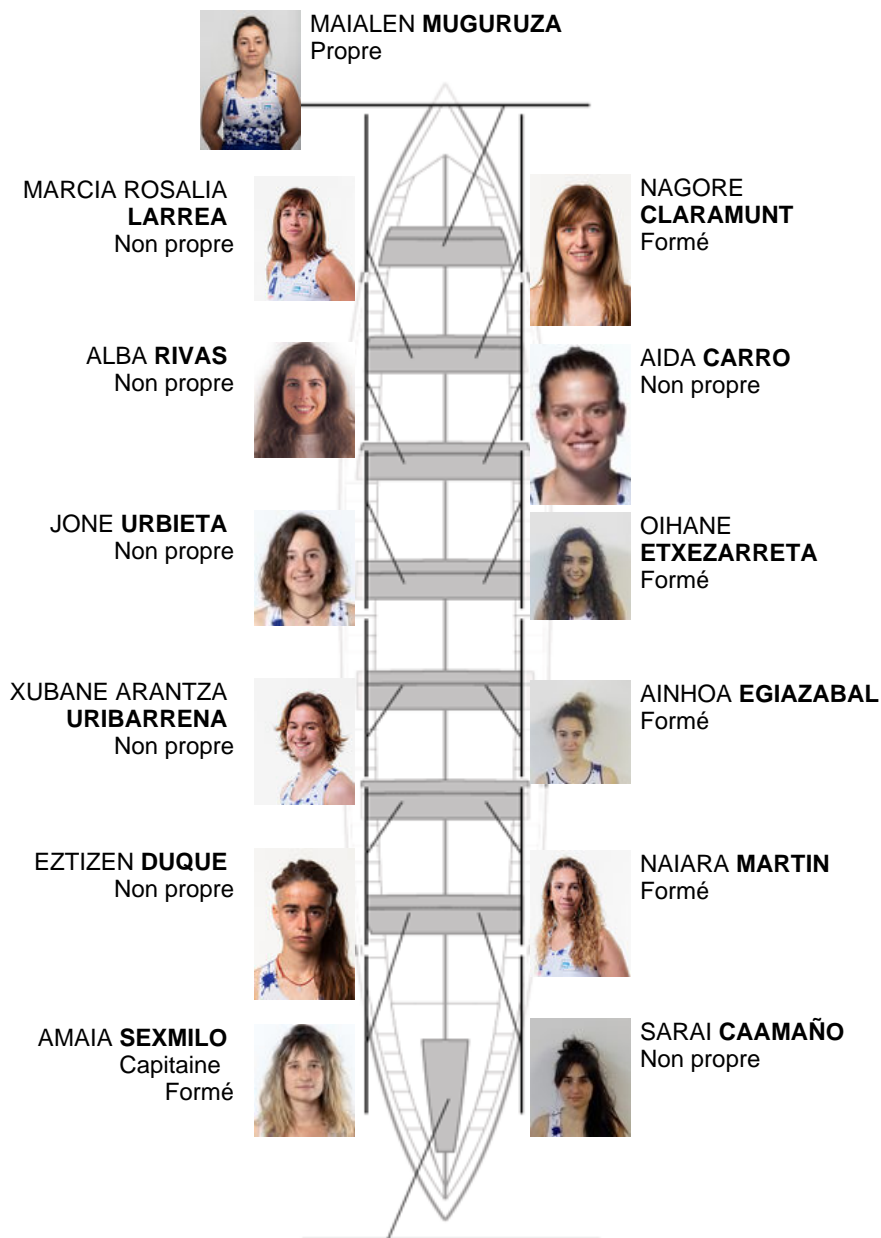 MAIALEN MUGURUZA
Propre
MARCIA ROSALIA
LARREA
Non propre
NAGORE
CLARAMUNT
Formé
ALBA RIVAS
Non propre
AIDA CARRO
Non propre
JONE URBIETA
Non propre
OIHANE
ETXEZARRETA
Formé
XUBANE ARANTZA
URIBARRENA
Non propre
AINHOA EGIAZABAL
Formé
EZTIZEN DUQUE
Non propre
NAIARA MARTIN
Formé
AMAIA SEXMILO
Capitaine
Formé
SARAI CAAMAÑO
Non propre